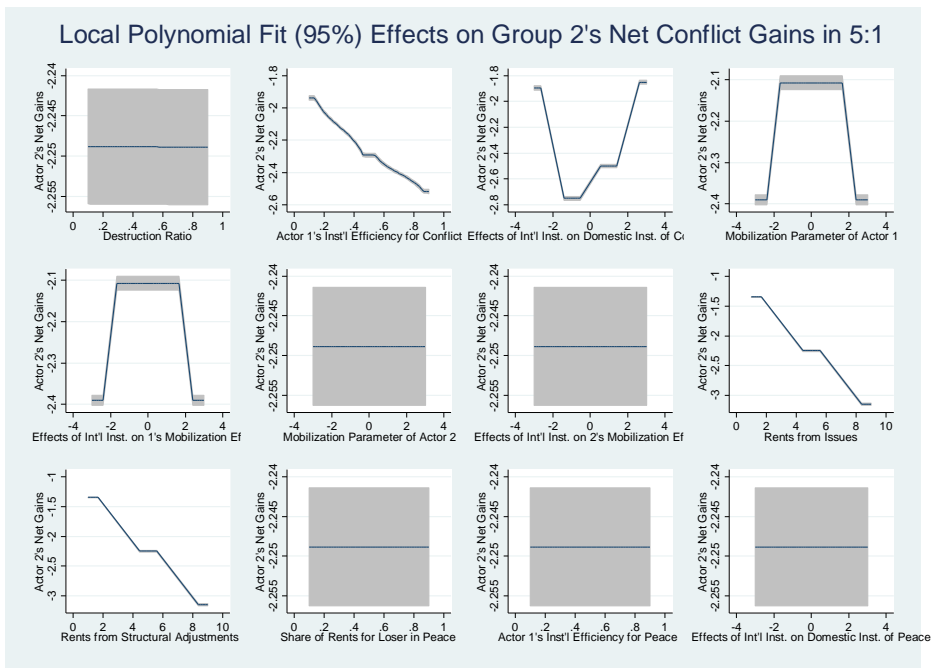 Local Polynomial Fit (95%) Effects on Group 2's Net Conflict Gains in 5:1
Actor 2's Net Gains
-2.255 -2.25 -2.245 -2.24
0 .2 .4 .6 .8 1
Destruction Ratio
Actor 2's Net Gains
-2.6 -2.4 -2.2 -2 -1.8
0 .2 .4 .6 .8 1
Actor 1's Inst'l Efficiency for Conflict
Actor 2's Net Gains
-2.8 -2.6 -2.4 -2.2 -2 -1.8
-4 -2 0 2 4
Effects of Int'l Inst. on Domestic Inst. of Co
Actor 2's Net Gains
-2.4 -2.3 -2.2 -2.1
-4 -2 0 2 4
Mobilization Parameter of Actor 1
Actor 2's Net Gains
-2.4 -2.3 -2.2 -2.1
-4 -2 0 2 4
Effects of Int'l Inst. on 1's Mobilization Ef
Actor 2's Net Gains
-2.255 -2.25 -2.245 -2.24
-4 -2 0 2 4
Mobilization Parameter of Actor 2
Actor 2's Net Gains
-2.255 -2.25 -2.245 -2.24
-4 -2 0 2 4
Effects of Int'l Inst. on 2's Mobilization Ef
Actor 2's Net Gains
-3 -2.5 -2 -1.5 -1
0 2 4 6 8 10
Rents from Issues
Actor 2's Net Gains
-3 -2.5 -2 -1.5 -1
0 2 4 6 8 10
Rents from Structural Adjustments
Actor 2's Net Gains
-2.255 -2.25 -2.245 -2.24
0 .2 .4 .6 .8 1
Share of Rents for Loser in Peace
Actor 2's Net Gains
-2.255 -2.25 -2.245 -2.24
0 .2 .4 .6 .8 1
Actor 1's Inst'l Efficiency for Peace
Actor 2's Net Gains
-2.255 -2.25 -2.245 -2.24
-4 -2 0 2 4
Effects of Int'l Inst. on Domestic Inst. of Peace